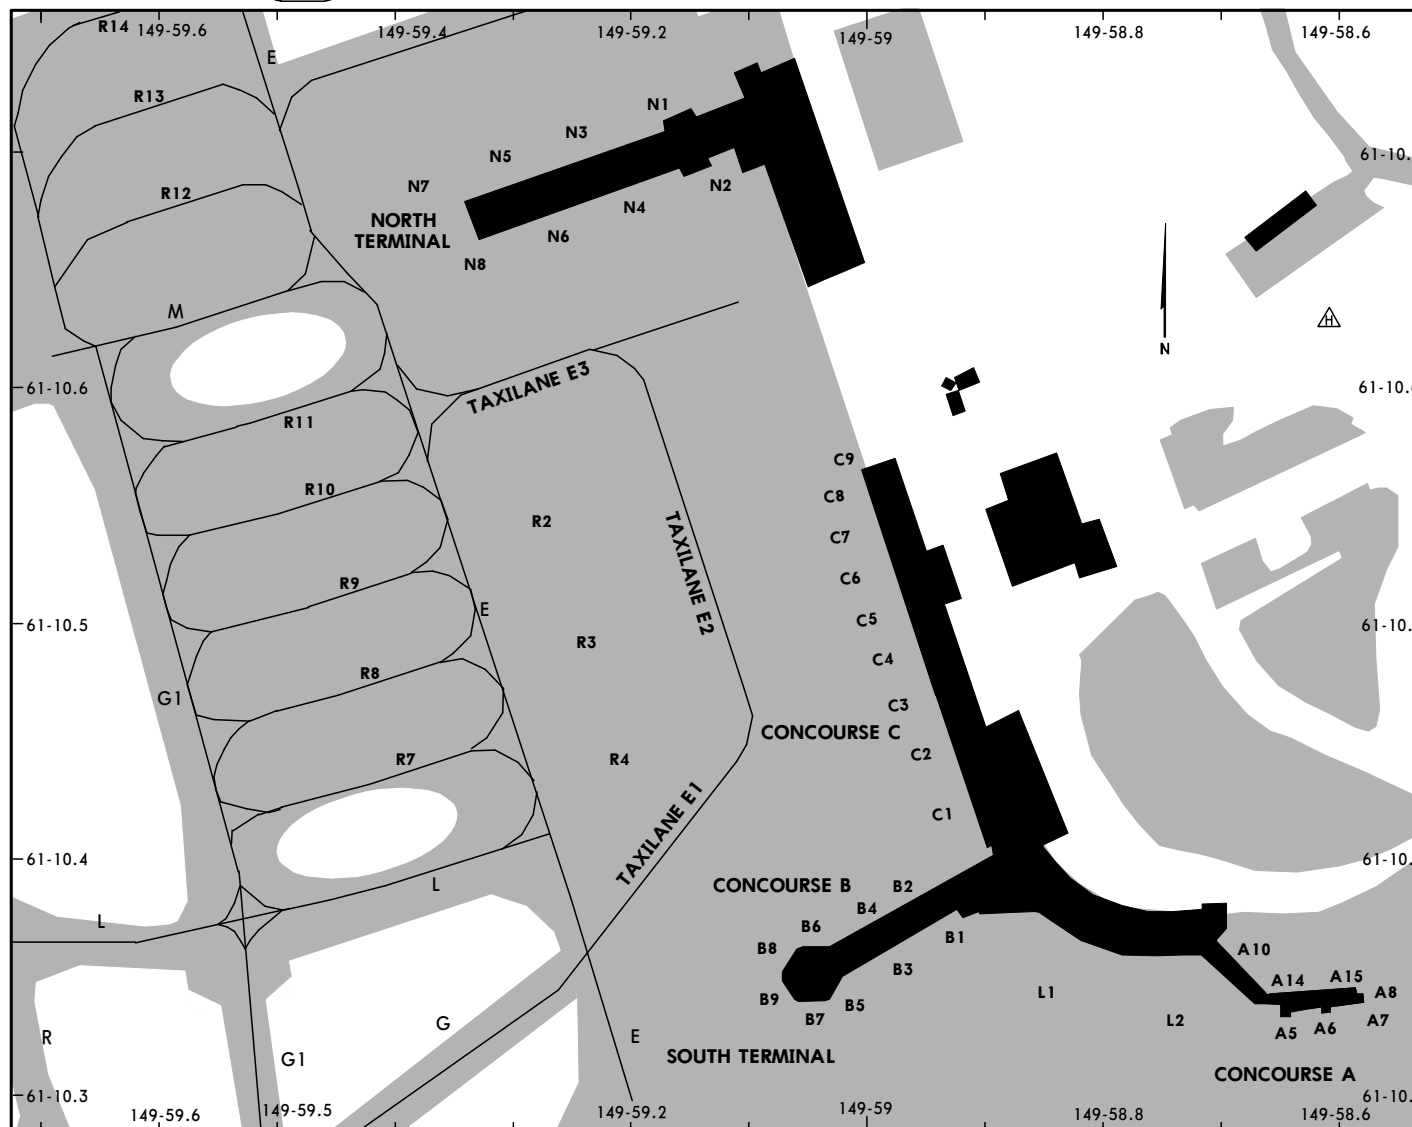 R14
149-59.6
149-59.4
149-59.2
149-59
149-58.8
149-58.6
E
R13
N1
N3
N5
N7
N2
R12
N4
NORTH
TERMINAL
N6
N8
61-10.
M
H
N
61-10.6
61-10.6
TAXILANE E3
R11
C9
R10
C8
R2
C7
TAXILANE E2
C6
R9
E
C5
61-10.5
61-10.
R3
C4
R8
G1
C3
CONCOURSE C
C2
R7
R4
TAXILANE E1
C1
61-10.4
61-10.
L
CONCOURSE B
B2
B4
L
B6
B1
B8
A10
B3
A14
A15
B9
B5
L1
A8
B7
L2
A7
A5
A6
G
R
E
G1
SOUTH TERMINAL
CONCOURSE A
61-10.3
61-10.
149-59.6
149-59.5
149-59.2
149-59
149-58.8
149-58.6